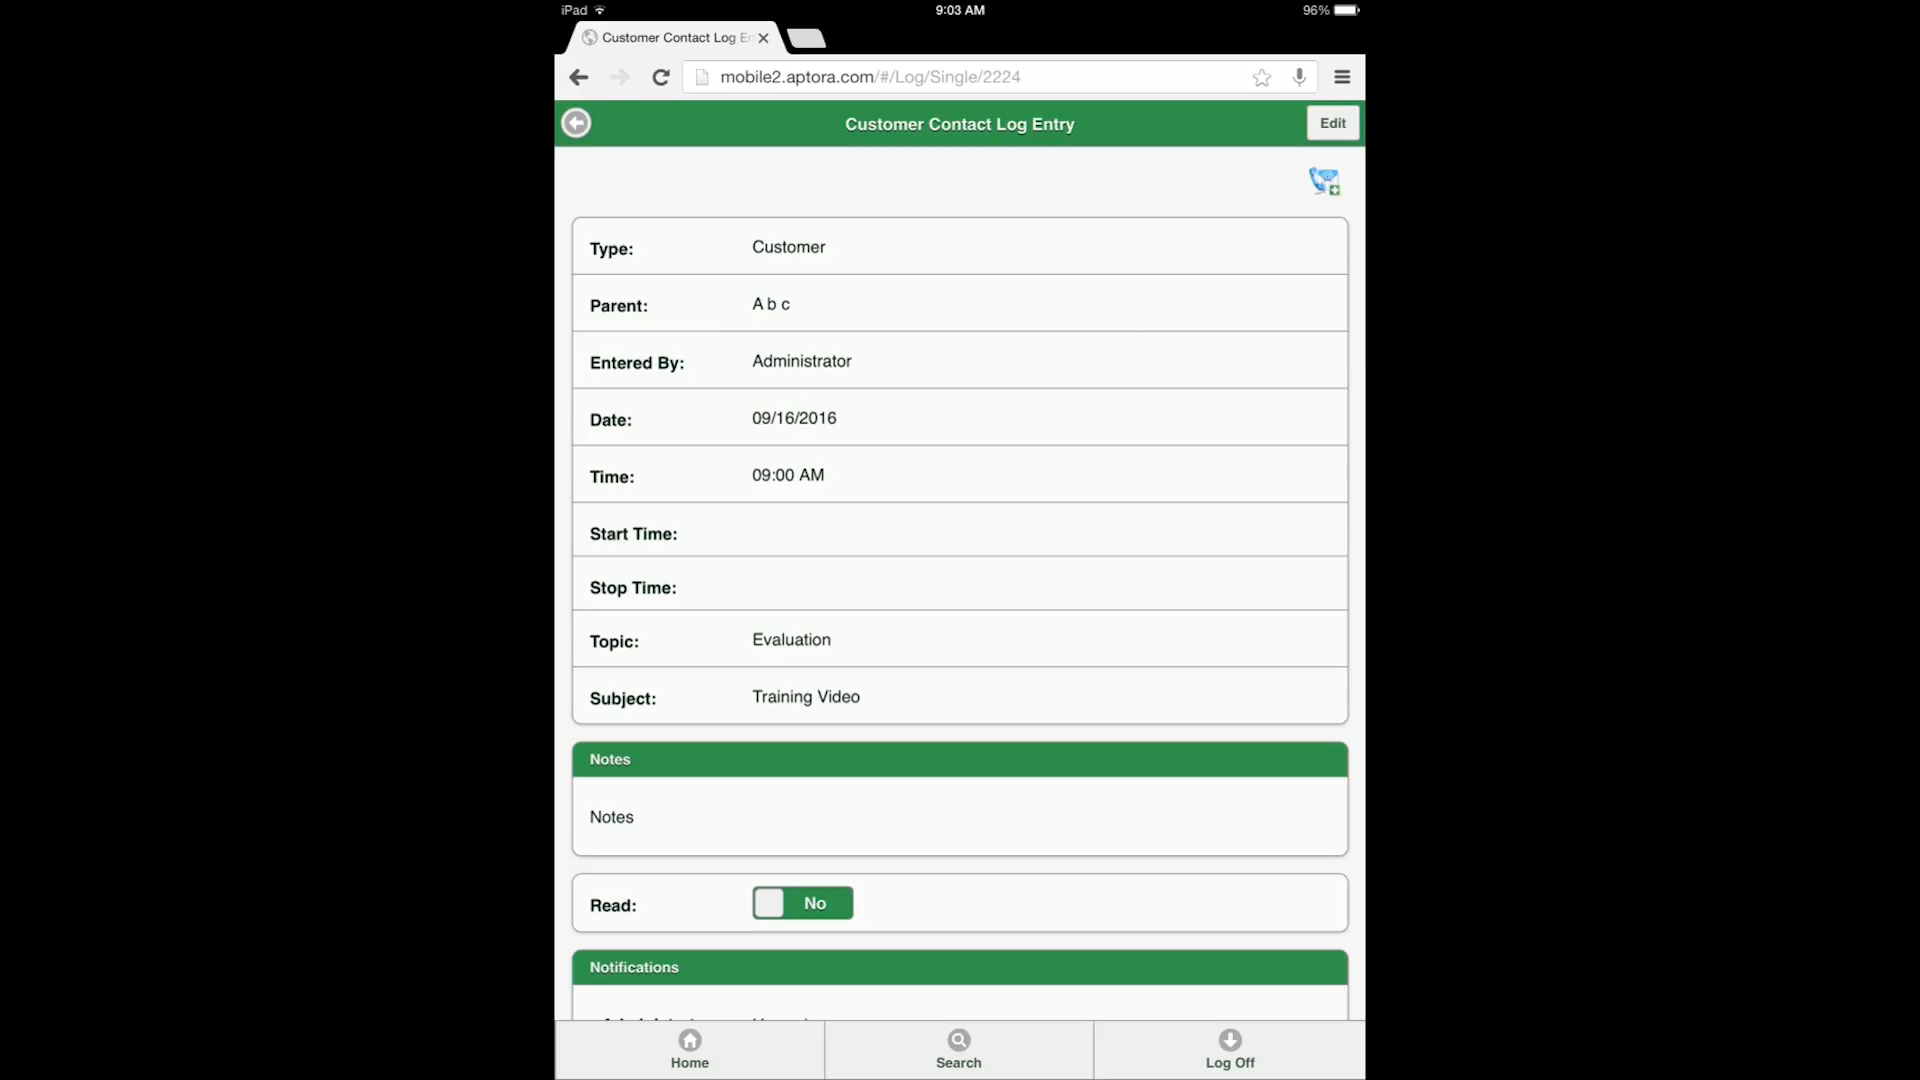 iPad 9:03 AM 96%
Customer Contact Log En
mobile2.aptora.com/#/Log/Single/2224
Customer Contact Log Entry Edit
Type: Customer
Parent: A b c
Entered By: Administrator
Date: 09/16/2016
Time: 09:00 AM
Start Time:
Stop Time:
Topic: Evaluation
Subject: Training Video
Notes
Notes
Read: No
Notifications
Home Search Log Off